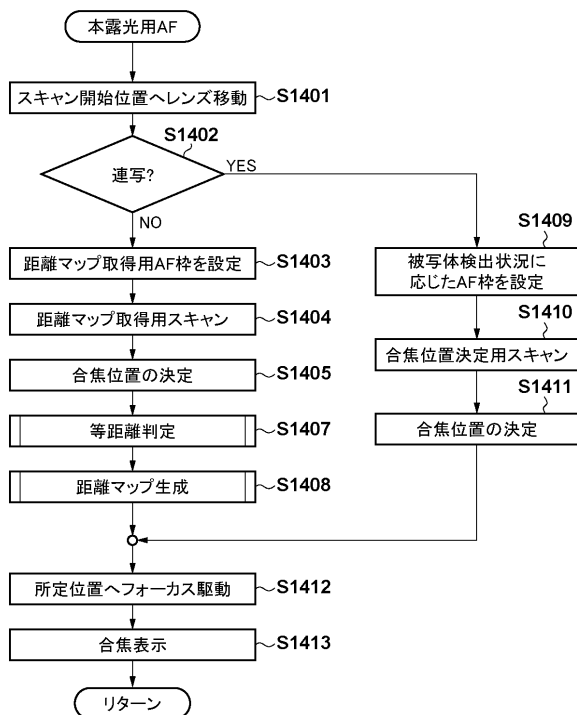 本露光用AF
スキャン開始位置へレンズ移動
S1401
S1402
連写?
YES
NO
距離マップ取得用AF枠を設定
S1403
距離マップ取得用スキャン
S1404
合焦位置の決定
S1405
等距離判定
S1407
距離マップ生成
S1408
S1409
被写体検出状況に
応じたAF枠を設定
S1410
合焦位置決定用スキャン
S1411
合焦位置の決定
所定位置へフォーカス駆動
S1412
合焦表示
S1413
リターン